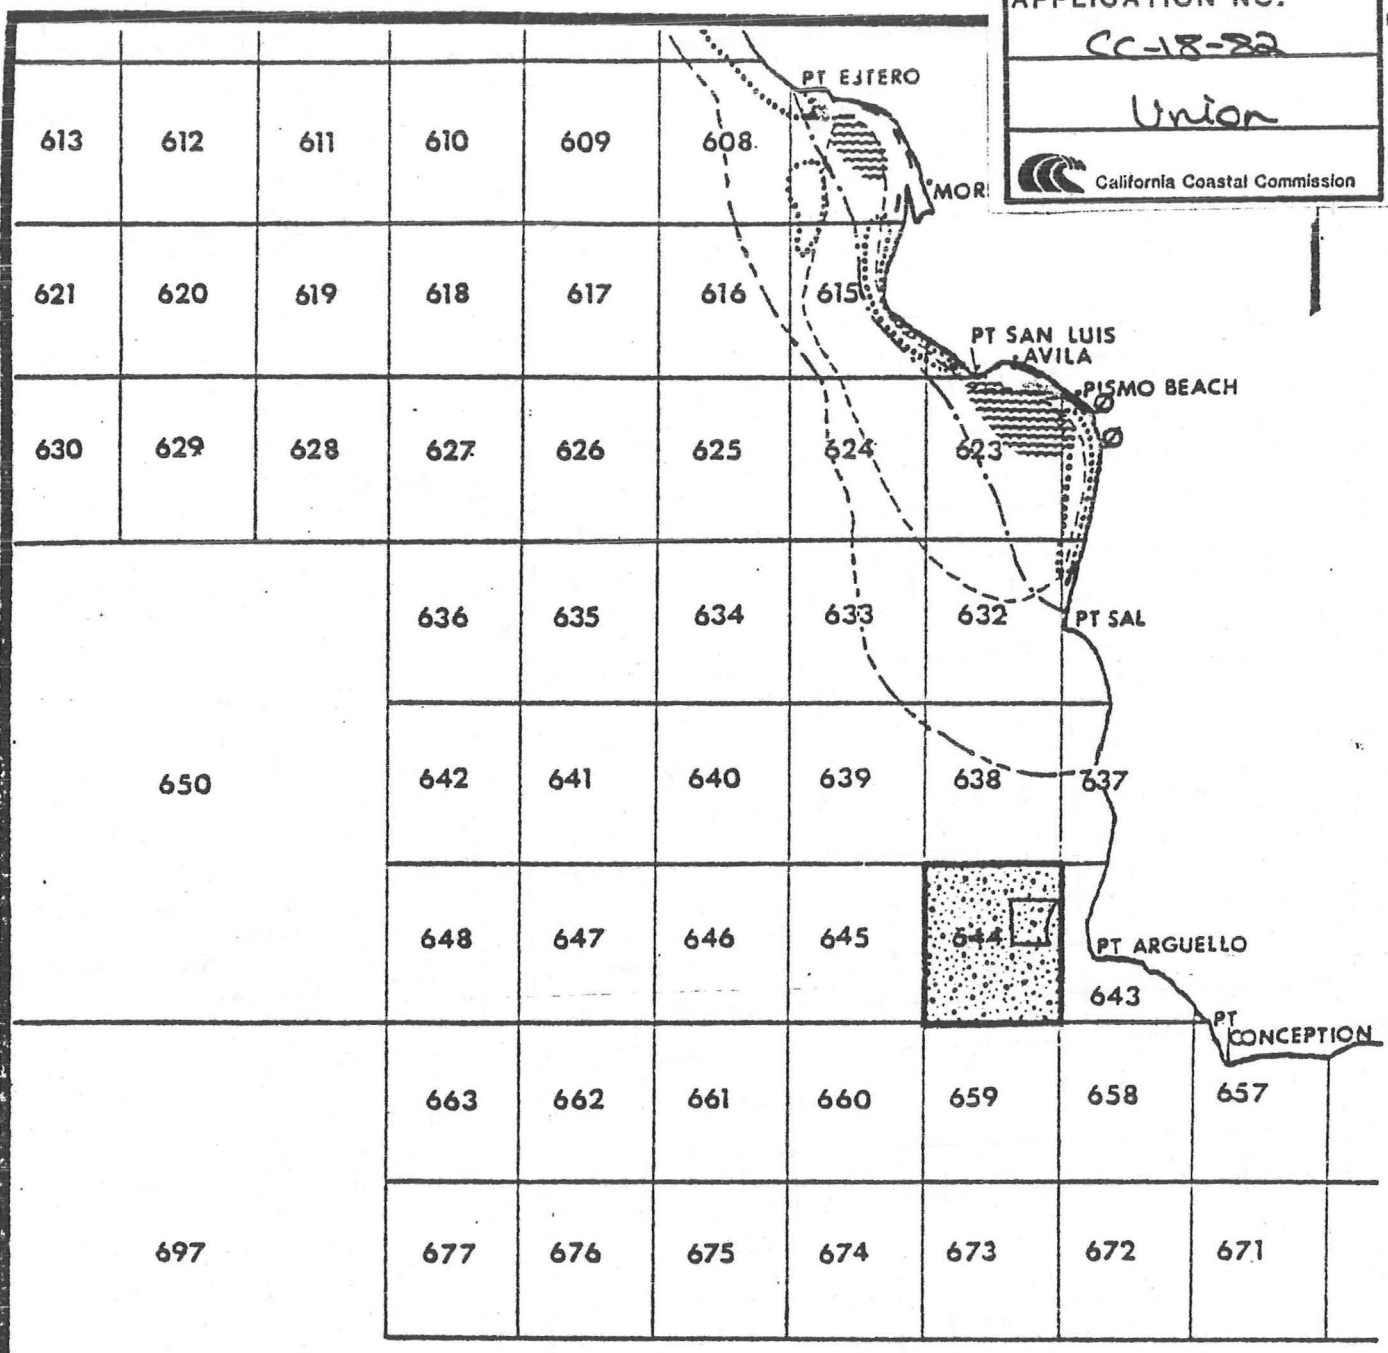 APPLICATION NO.
CC-18-82
Union
California Coastal Commission
PT ESTERO
613 612 611 610 609 608
MOR
621 620 619 618 617 616 615
PT SAN LUIS
AVILA
PISMO BEACH
630 629 628 627 626 625 624 623
636 635 634 633 632
PT SAL
650 642 641 640 639 638 637
648 647 646 645 644
PT ARGUELLO
643
PT
CONCEPTION
663 662 661 660 659 658 657
697 677 676 675 674 673 672 671